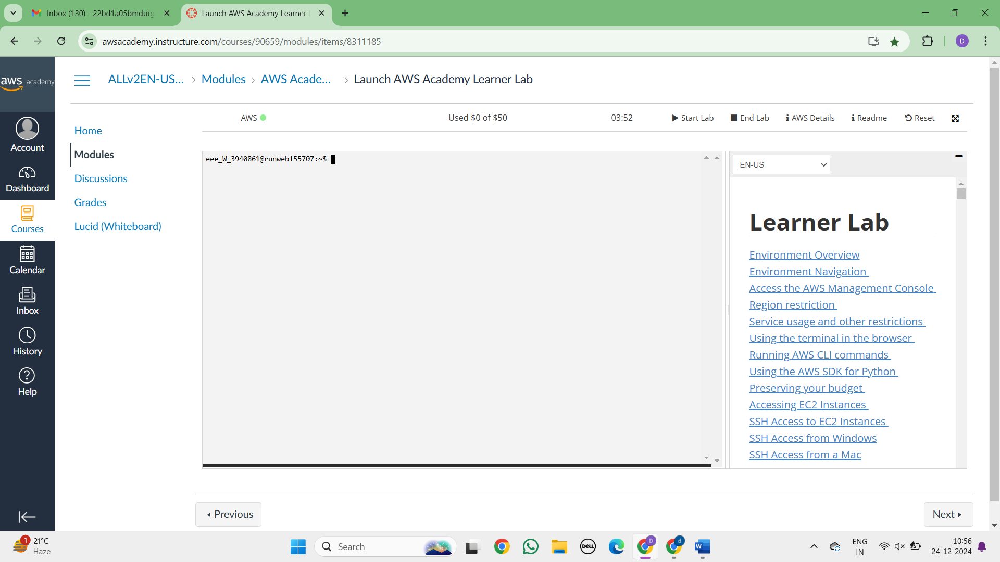 Inbox (130) - 22bd1a05bmdurg
Launch AWS Academy Learner
awsacademy.instructure.com/courses/90659/modules/items/8311185
D
aws academy
ALLv2EN-US... > Modules > AWS Acade... > Launch AWS Academy Learner Lab
AWS
Used $0 of $50
03:52
Start Lab
End Lab
AWS Details
Readme
Reset
Account
Dashboard
Courses
Calendar
Inbox
History
Help
Home
Modules
Discussions
Grades
Lucid (Whiteboard)
eee_W_3940861@runweb155707:~$
EN-US
Learner Lab
Environment Overview
Environment Navigation
Access the AWS Management Console
Region restriction
Service usage and other restrictions
Using the terminal in the browser
Running AWS CLI commands
Using the AWS SDK for Python
Preserving your budget
Accessing EC2 Instances
SSH Access to EC2 Instances
SSH Access from Windows
SSH Access from a Mac
Previous
Next
1
21°C
Haze
Search
DELL
D
d
W
ENG
IN
10:56
24-12-2024